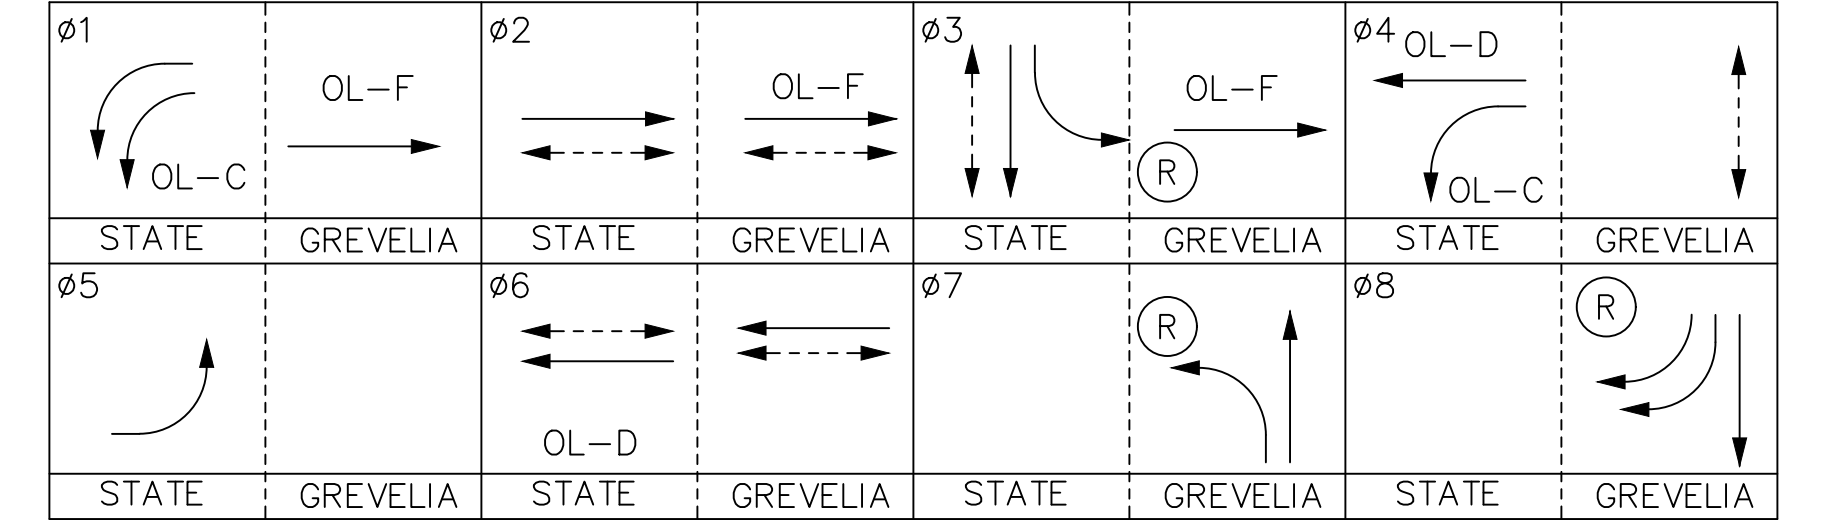 ø1
OL-C
STATE
OL-F
GREVELIA
ø2
STATE
OL-F
GREVELIA
ø3
STATE
OL-F
R
GREVELIA
ø4
OL-D
OL-C
STATE
GREVELIA
ø5
STATE
GREVELIA
ø6
OL-D
STATE
GREVELIA
ø7
STATE
R
GREVELIA
ø8
STATE
R
GREVELIA